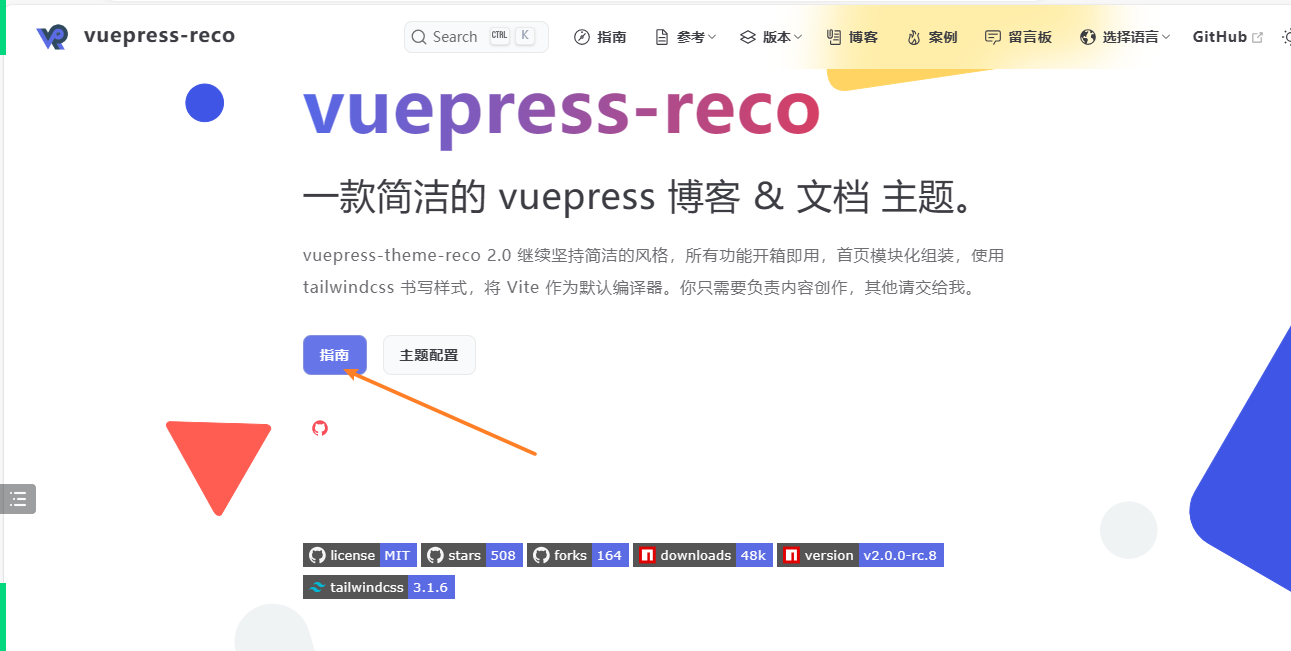 vuepress-reco Search CTRL K 指南 参考 版本 博客 案例 留言板 选择语言 GitHub
vuepress-reco
一款简洁的 vuepress 博客 & 文档 主题。
vuepress-theme-reco 2.0 继续坚持简洁的风格，所有功能开箱即用，首页模块化组装，使用
tailwindcss 书写样式，将 Vite 作为默认编译器。你只需要负责内容创作，其他请交给我。
指南 主题配置
license MIT stars 508 forks 164 downloads 48k version v2.0.0-rc.8
tailwindcss 3.1.6